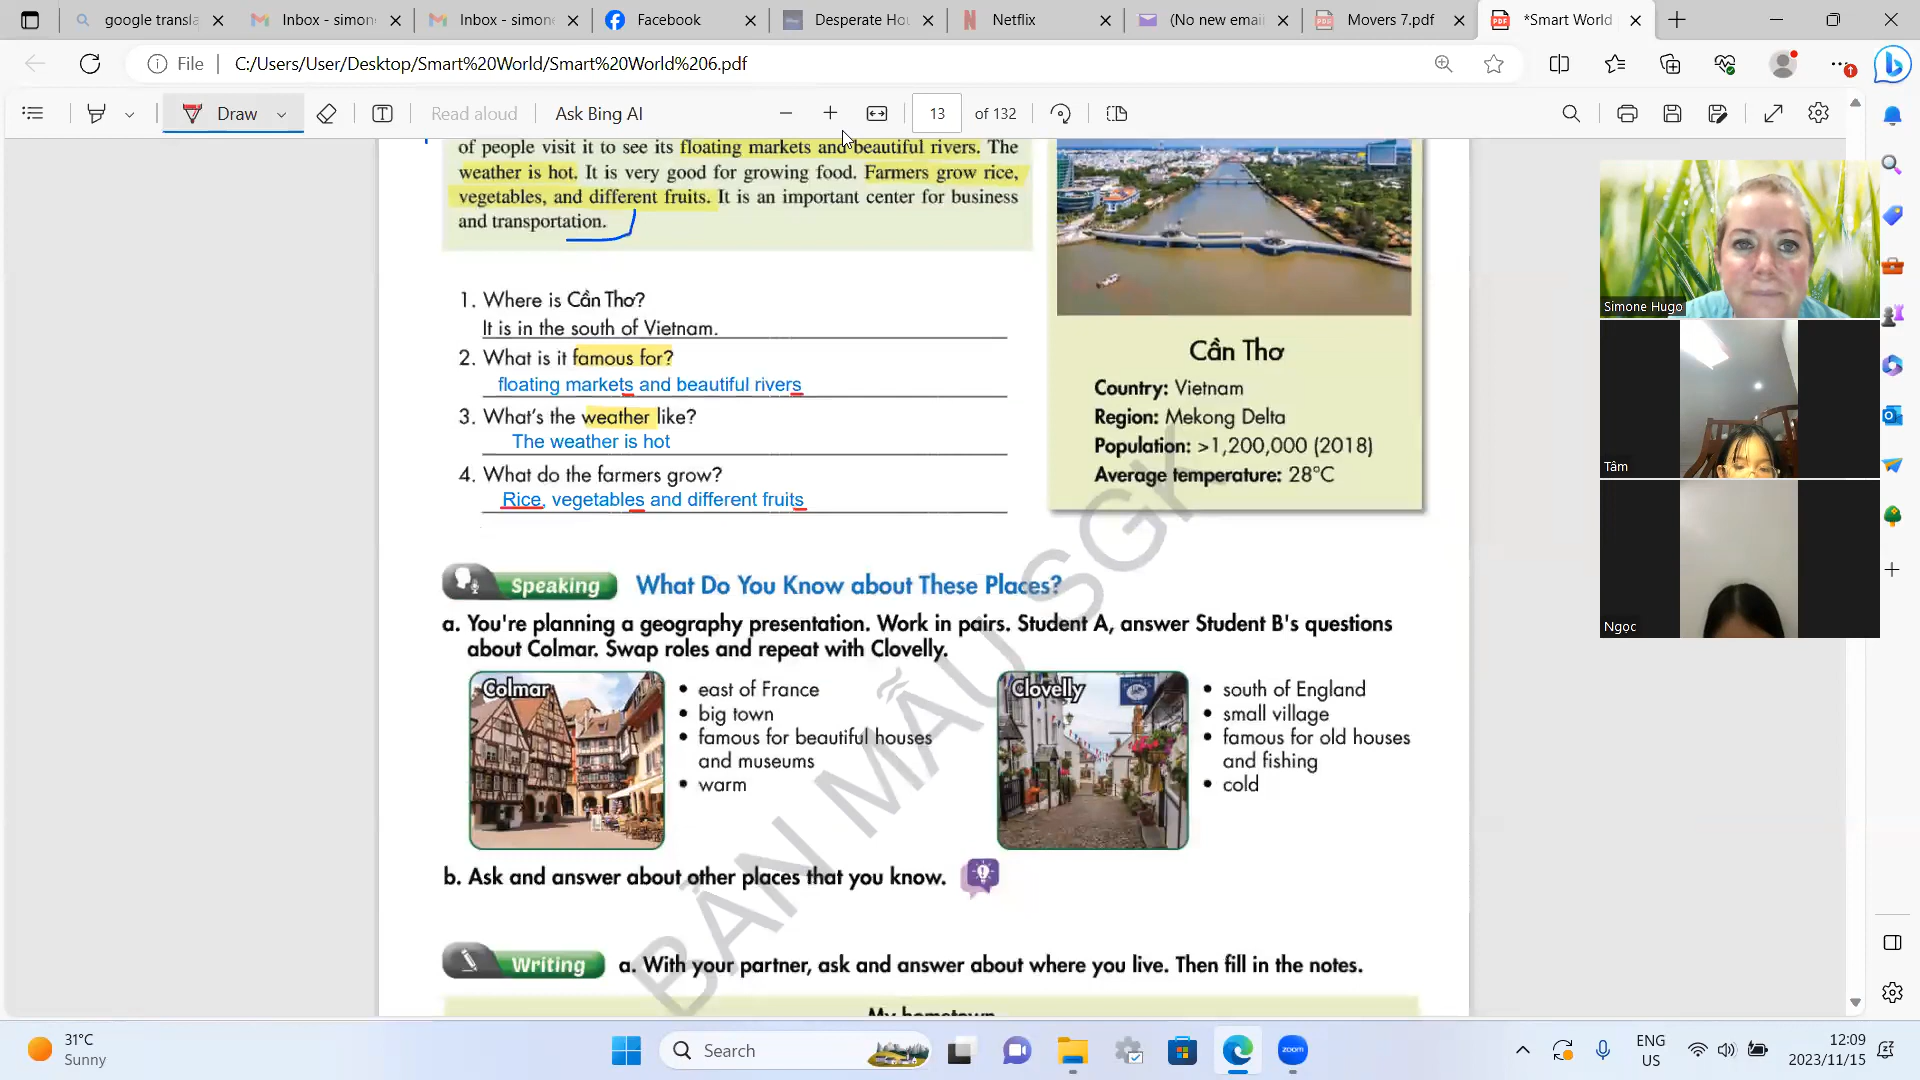 google transla
Inbox - simon
Inbox - simon
Facebook
Desperate Hou
Netflix
(No new emai
Movers 7.pdf
*Smart World
File
C:/Users/User/Desktop/Smart%20World/Smart%20World%206.pdf
Draw
Read aloud
Ask Bing AI
13
of 132
of people visit it to see its floating markets and beautiful rivers. The
weather is hot. It is very good for growing food. Farmers grow rice,
vegetables, and different fruits. It is an important center for business
and transportation.
1. Where is Cần Thơ?
It is in the south of Vietnam.
2. What is it famous for?
floating markets and beautiful rivers
3. What's the weather like?
The weather is hot
4. What do the farmers grow?
Rice, vegetables and different fruits
Cần Thơ
Country: Vietnam
Region: Mekong Delta
Population: >1,200,000 (2018)
Average temperature: 28°C
Speaking
What Do You Know about These Places?
a. You're planning a geography presentation. Work in pairs. Student A, answer Student B's questions
about Colmar. Swap roles and repeat with Clovelly.
Colmar
• east of France
• big town
• famous for beautiful houses
and museums
• warm
Clovelly
• south of England
• small village
• famous for old houses
and fishing
• cold
b. Ask and answer about other places that you know.
Writing
a. With your partner, ask and answer about where you live. Then fill in the notes.
My hometown
BẢN MẪU SGK
Simone Hugo
Tâm
Ngọc
31°C
Sunny
Search
zoom
ENG
US
12:09
2023/11/15